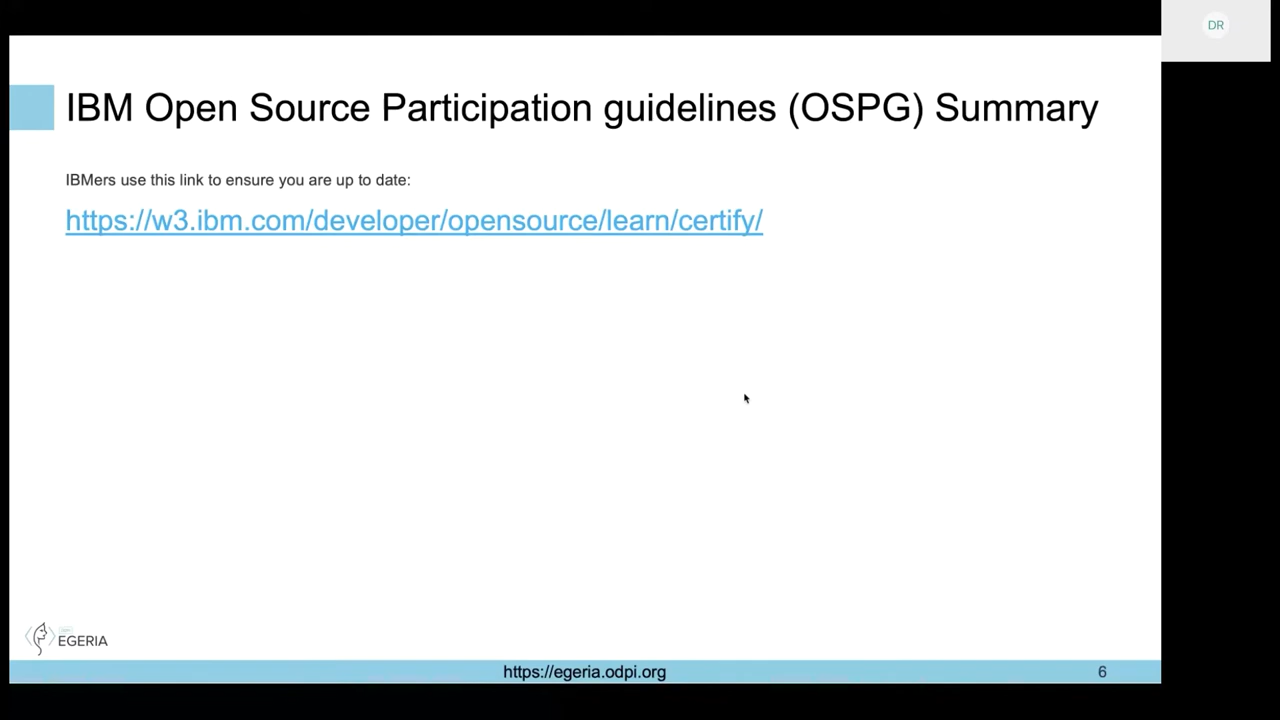 DR
IBM Open Source Participation guidelines (OSPG) Summary
IBMers use this link to ensure you are up to date:
https://w3.ibm.com/developer/opensource/learn/certify/
EGERIA
https://egeria.odpi.org
6